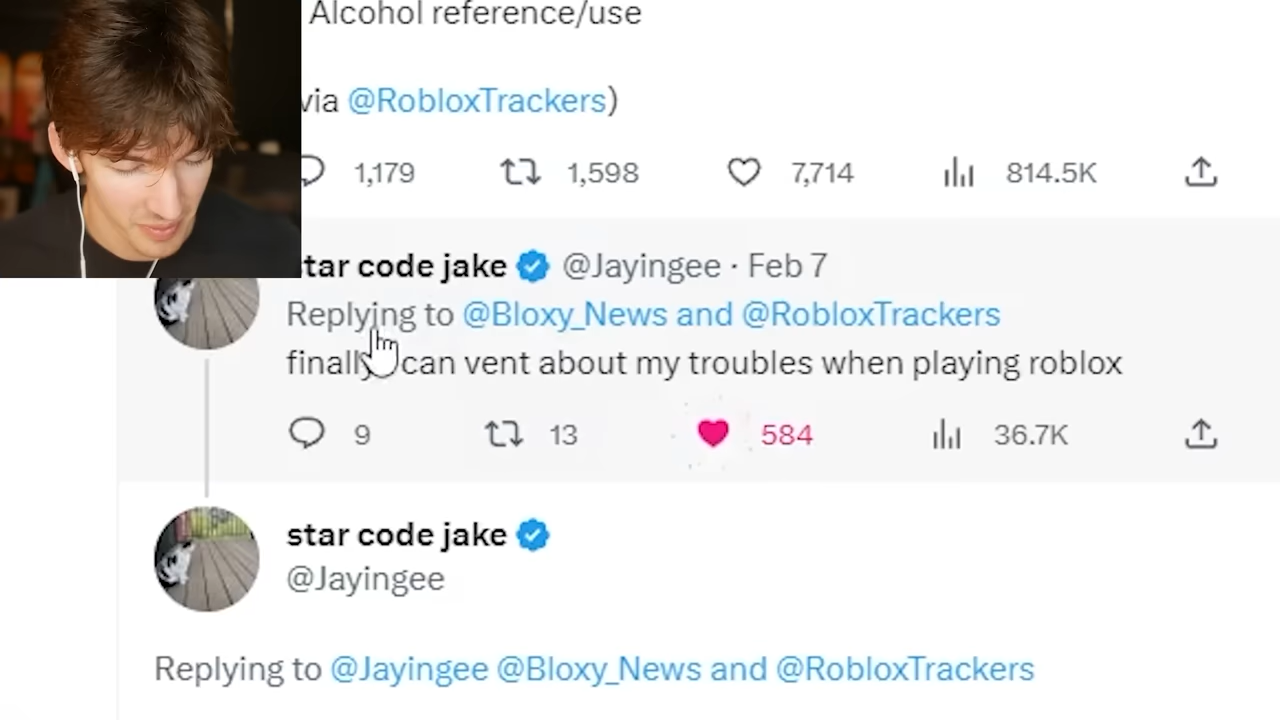 Alcohol reference/use
via @RobloxTrackers)
1,179 1,598 7,714 814.5K
star code jake @Jayingee · Feb 7
Replying to @Bloxy_News and @RobloxTrackers
finally can vent about my troubles when playing roblox
9 13 584 36.7K
star code jake
@Jayingee
Replying to @Jayingee @Bloxy_News and @RobloxTrackers